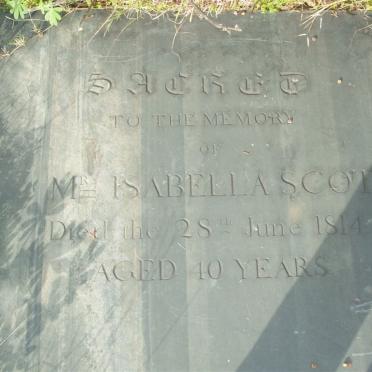 SACRED
TO THE MEMORY
OF
Mrs ISABELLA SCOT
Died the 28th June 1814
AGED 40 YEARS